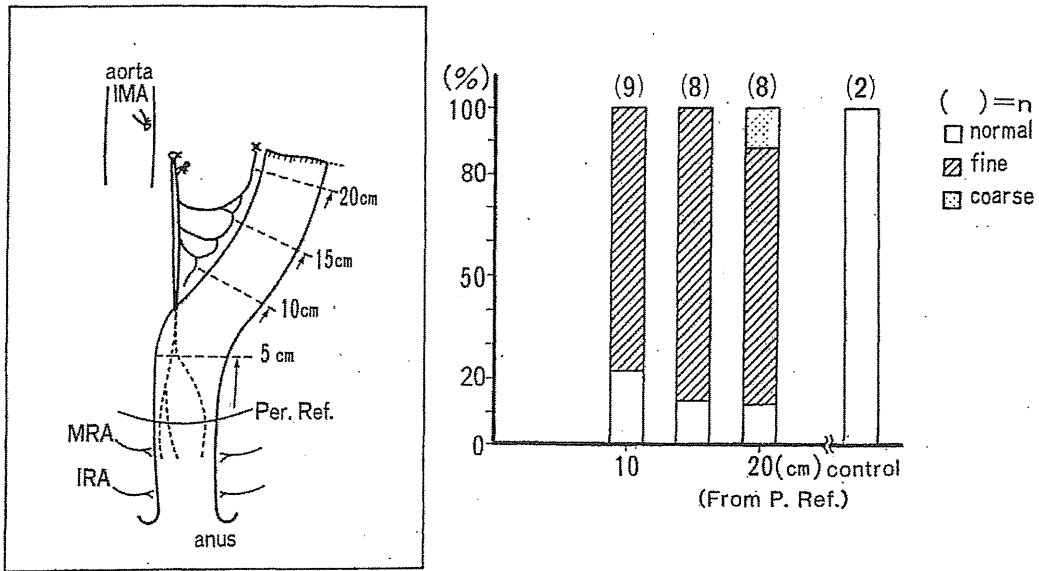 aorta
IMA
20cm
15cm
10cm
5 cm
Per. Ref.
MRA
IRA
anus
(%)
(9) (8) (8) (2)
100
80
50
20
0
10 20(cm) control
(From P. Ref.)
( )=n
normal
fine
coarse